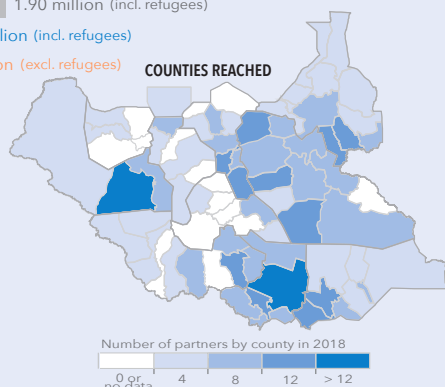 1.90 million (incl. refugees)
lion (incl. refugees)
on (excl. refugees)
COUNTIES REACHED
Number of partners by county in 2018
0 or
no data
4
8
12
> 12